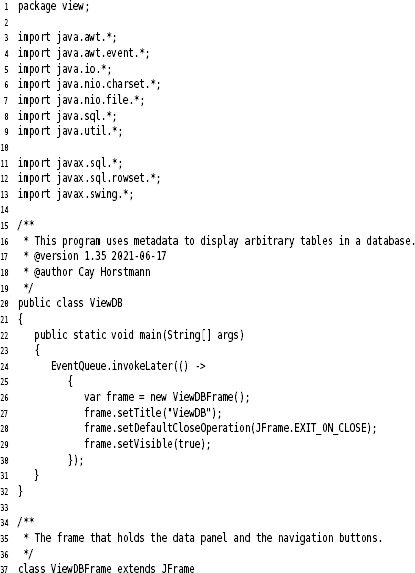 1 package view;
2
3 import java.awt.*;
4 import java.awt.event.*;
5 import java.io.*;
6 import java.nio.charset.*;
7 import java.nio.file.*;
8 import java.sql.*;
9 import java.util.*;
10
11 import javax.sql.*;
12 import javax.sql.rowset.*;
13 import javax.swing.*;
14
15 /**
16  * This program uses metadata to display arbitrary tables in a database.
17  * @version 1.35 2021-06-17
18  * @author Cay Horstmann
19  */
20 public class ViewDB
21 {
22    public static void main(String[] args)
23    {
24       EventQueue.invokeLater(() ->
25          {
26             var frame = new ViewDBFrame();
27             frame.setTitle("ViewDB");
28             frame.setDefaultCloseOperation(JFrame.EXIT_ON_CLOSE);
29             frame.setVisible(true);
30          });
31    }
32 }
33
34 /**
35  * The frame that holds the data panel and the navigation buttons.
36  */
37 class ViewDBFrame extends JFrame